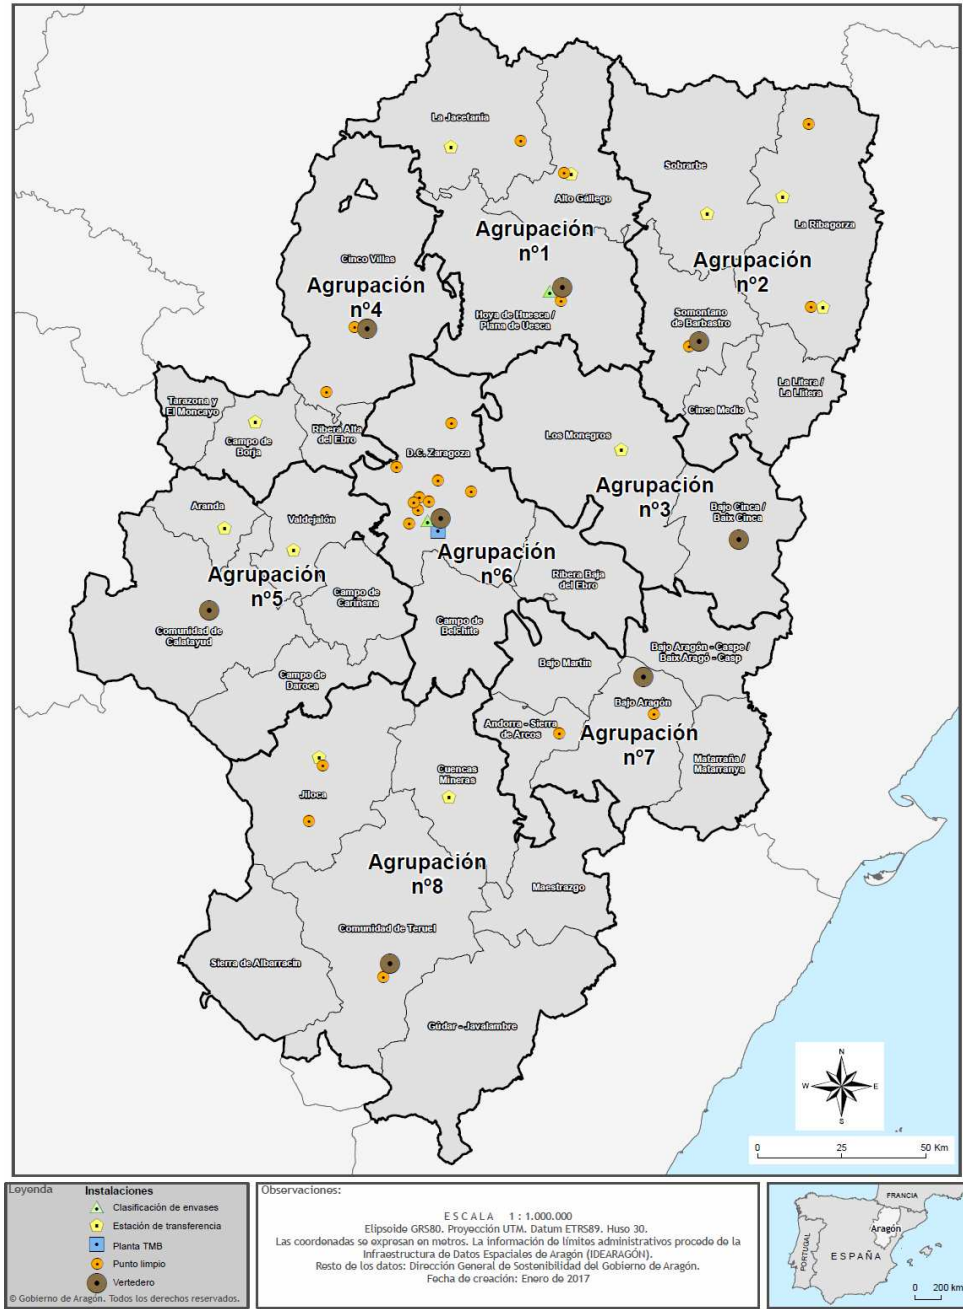 La Jacetania
Sobrarbe
Alto Gállego
La Ribagorza
Agrupación
nº1
Cinco Villas
Agrupación
nº2
Agrupación
nº4
Hoya de Huesca /
Plana de Uesca
Somontano
de Barbastro
La Litera /
La Llitera
Tarazona y
El Moncayo
Cinca Medio
Campo de
Borja
Ribera Alta
del Ebro
Los Monegros
D.C. Zaragoza
Agrupación
nº3
Aranda
Bajo Cinca /
Baix Cinca
Valdejalón
Agrupación
nº6
Agrupación
nº5
Ribera Baja
del Ebro
Campo de
Cariñena
Comunidad de
Calatayud
Campo de
Belchite
Bajo Aragón - Caspe /
Baix Aragó - Casp
Bajo Martín
Campo de
Daroca
Bajo Aragón
Andorra - Sierra
de Arcos
Agrupación
nº7
Matarraña /
Matarranya
Cuencas
Mineras
Jiloca
Agrupación
nº8
Maestrazgo
Comunidad de Teruel
Sierra de Albarracín
Gúdar - Javalambre
N
W
E
S
0
25
50 Km
Leyenda
Instalaciones
Clasificación de envases
Estación de transferencia
Planta TMB
Punto limpio
Vertedero
© Gobierno de Aragón. Todos los derechos reservados.
Observaciones:
ESCALA 1 : 1.000.000
Elipsoide GRS80. Proyección UTM. Datum ETRS89. Huso 30.
Las coordenadas se expresan en metros. La información de límites administrativos procede de la
Infraestructura de Datos Espaciales de Aragón (IDEARAGÓN).
Resto de los datos: Dirección General de Sostenibilidad del Gobierno de Aragón.
Fecha de creación: Enero de 2017
FRANCIA
Aragón
PORTUGAL
ESPAÑA
0
200 km